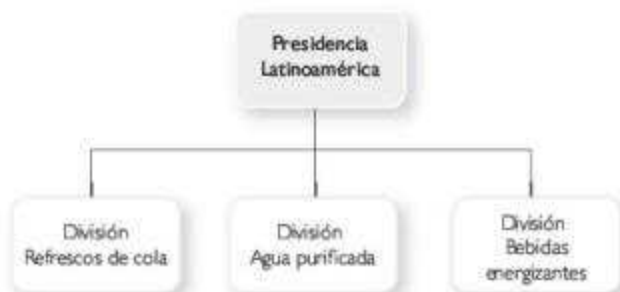 Presidencia
Latinoamérica
División
Refrescos de cola
División
Agua purificada
División
Bebidas
energizantes